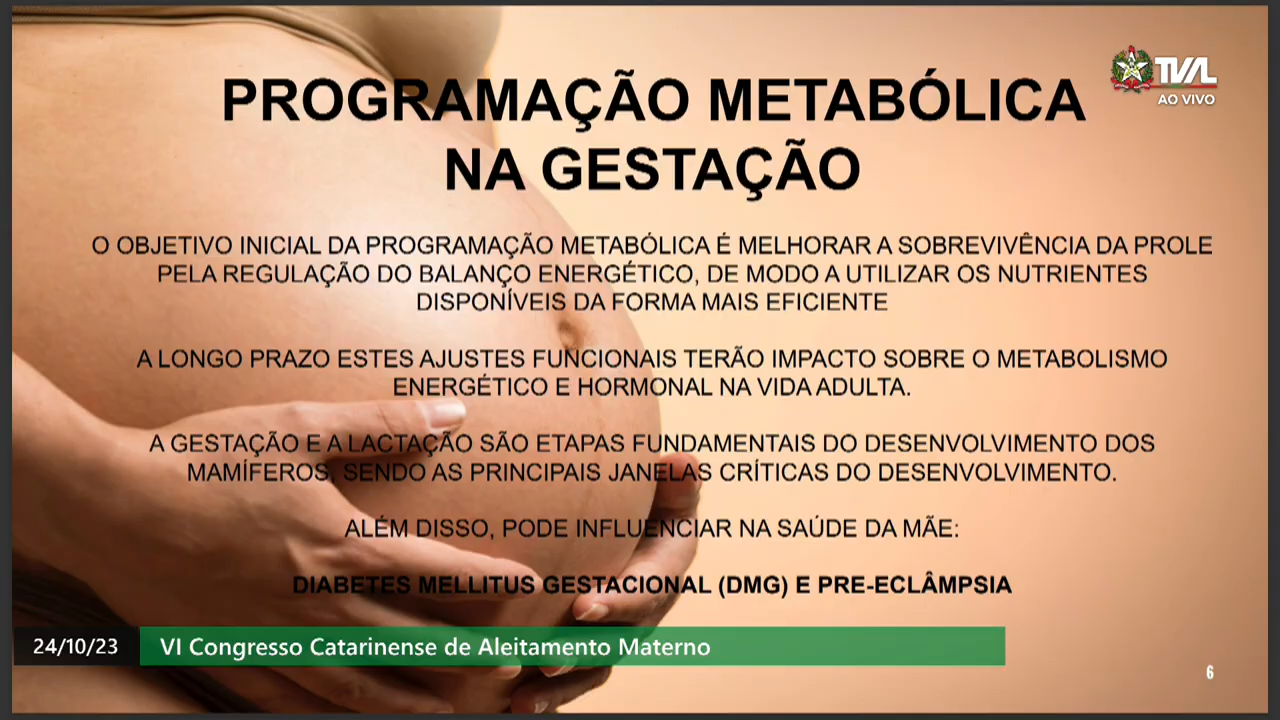 PROGRAMAÇÃO METABÓLICA
NA GESTAÇÃO
TVAL
AO VIVO
O OBJETIVO INICIAL DA PROGRAMAÇÃO METABÓLICA É MELHORAR A SOBREVIVÊNCIA DA PROLE
PELA REGULAÇÃO DO BALANÇO ENERGÉTICO, DE MODO A UTILIZAR OS NUTRIENTES
DISPONÍVEIS DA FORMA MAIS EFICIENTE
A LONGO PRAZO ESTES AJUSTES FUNCIONAIS TERÃO IMPACTO SOBRE O METABOLISMO
ENERGÉTICO E HORMONAL NA VIDA ADULTA.
A GESTAÇÃO E A LACTAÇÃO SÃO ETAPAS FUNDAMENTAIS DO DESENVOLVIMENTO DOS
MAMÍFEROS, SENDO AS PRINCIPAIS JANELAS CRÍTICAS DO DESENVOLVIMENTO.
ALÉM DISSO, PODE INFLUENCIAR NA SAÚDE DA MÃE:
DIABETES MELLITUS GESTACIONAL (DMG) E PRE-ECLÂMPSIA
24/10/23
VI Congresso Catarinense de Aleitamento Materno
6